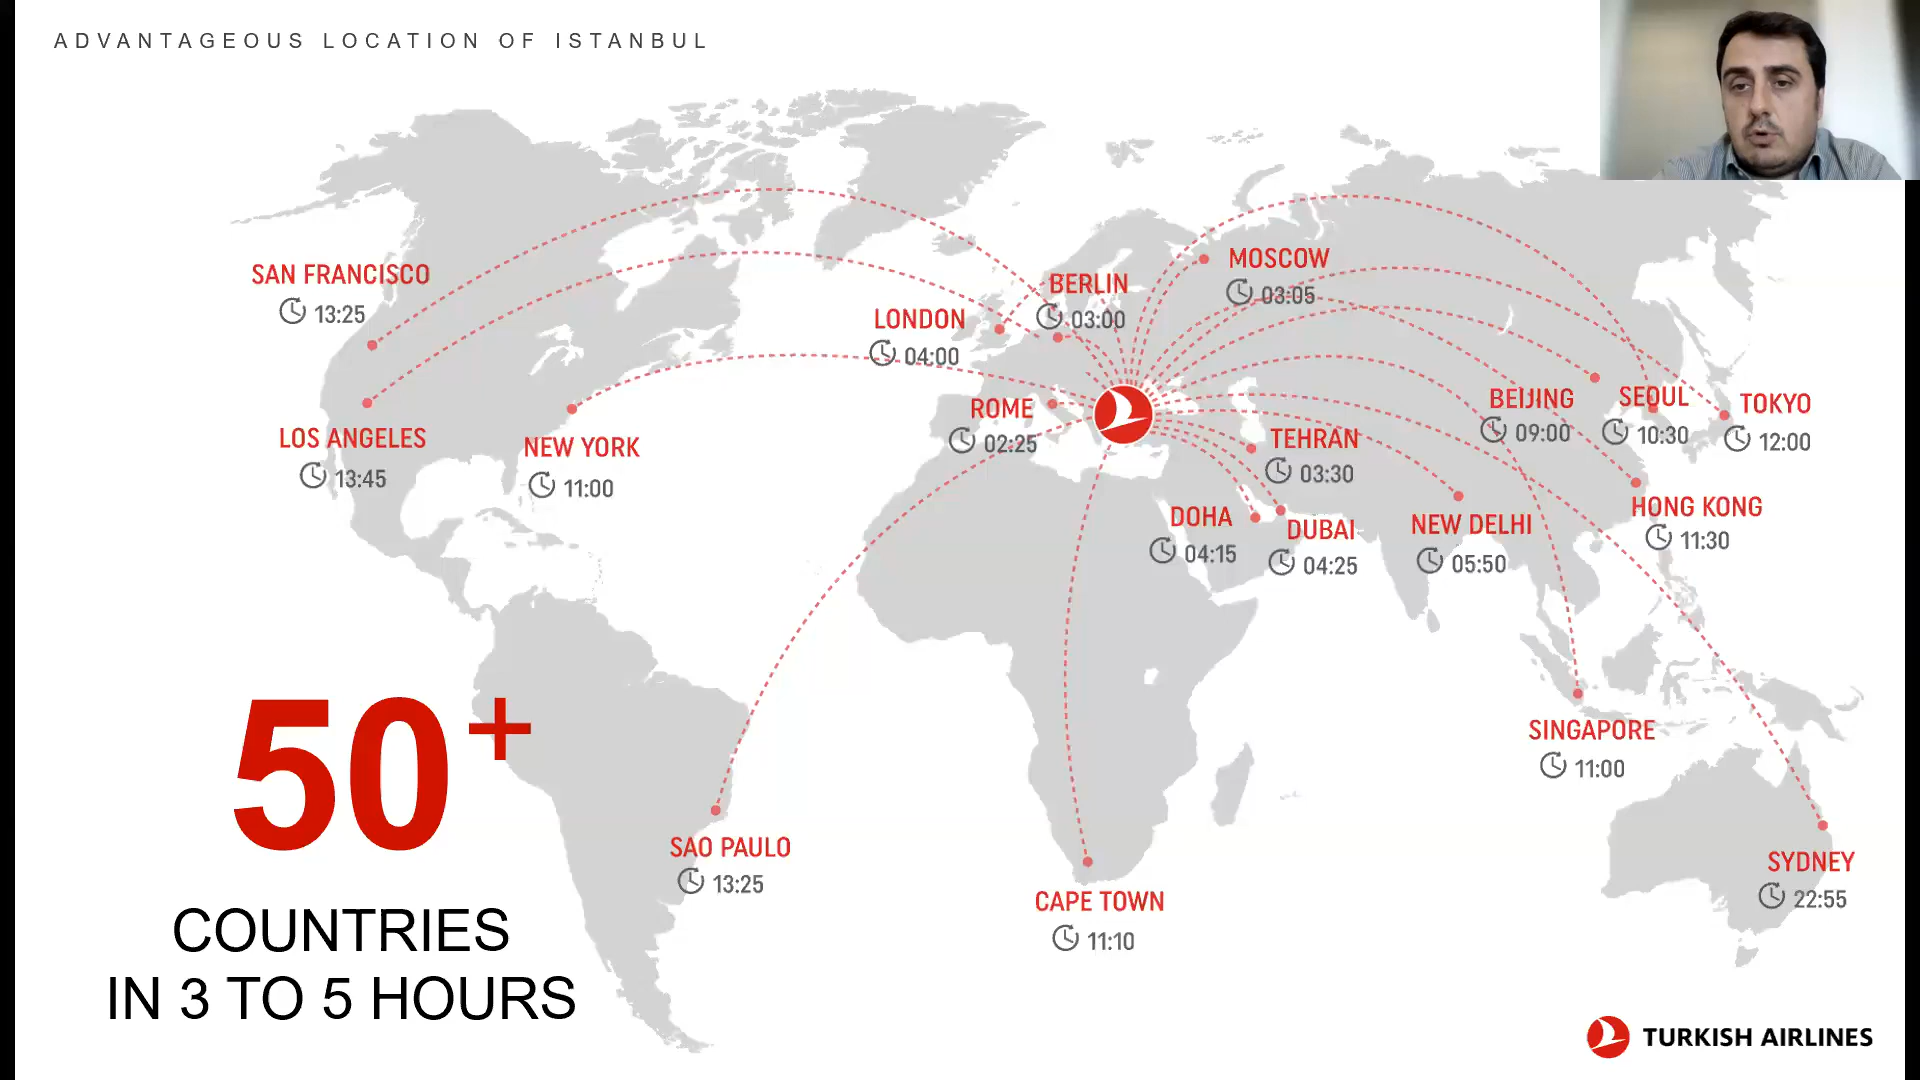 ADVANTAGEOUS LOCATION OF ISTANBUL
SAN FRANCISCO
13:25
LOS ANGELES
13:45
NEW YORK
11:00
LONDON
04:00
BERLIN
03:00
MOSCOW
03:05
ROME
02:25
TEHRAN
03:30
DOHA
04:15
DUBAI
04:25
NEW DELHI
05:50
BEIJING
09:00
SEOUL
10:30
TOKYO
12:00
HONG KONG
11:30
SINGAPORE
11:00
SYDNEY
22:55
SAO PAULO
13:25
CAPE TOWN
11:10
50+
COUNTRIES
IN 3 TO 5 HOURS
TURKISH AIRLINES